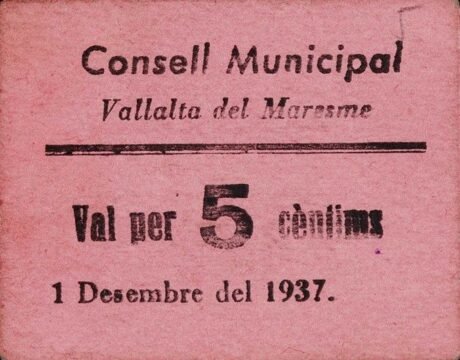 Consell Municipal
Vallalta del Maresme
Val per 5 cèntims
1 Desembre del 1937.